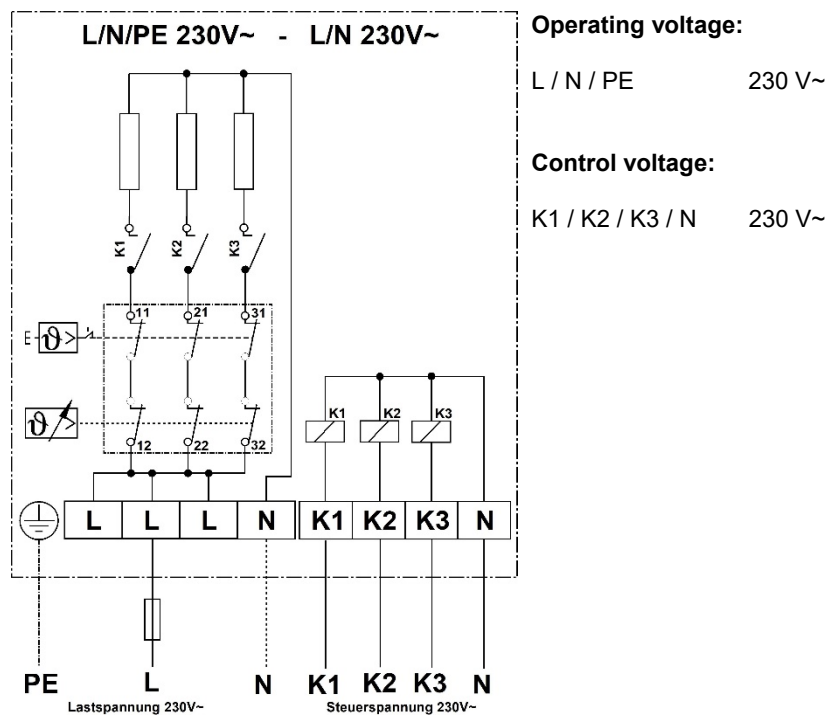 L/N/PE 230V~ - L/N 230V~
K1 K2 K3
11 21 31
E ϑ >
ϑ >
12 22 32
K1 K2 K3
L L L N K1 K2 K3 N
PE L N K1 K2 K3 N
Lastspannung 230V~ Steuerspannung 230V~
Operating voltage:
L / N / PE 230 V~
Control voltage:
K1 / K2 / K3 / N 230 V~